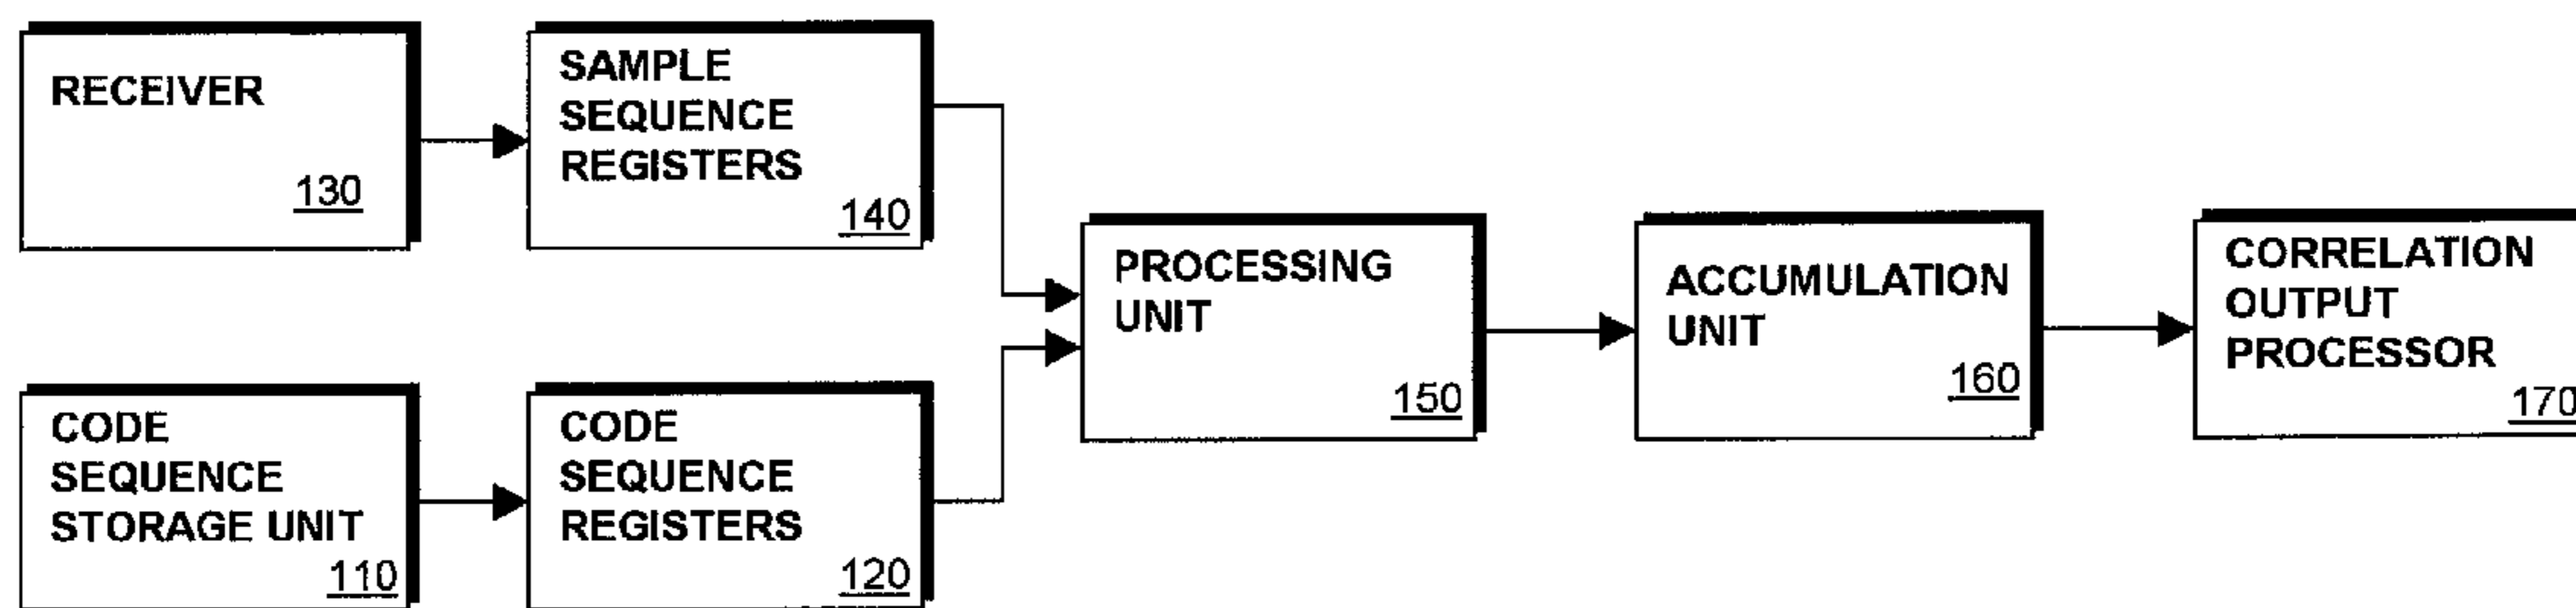 RECEIVER
130
SAMPLE
SEQUENCE
REGISTERS
140
CODE
SEQUENCE
STORAGE UNIT
110
CODE
SEQUENCE
REGISTERS
120
PROCESSING
UNIT
150
ACCUMULATION
UNIT
160
CORRELATION
OUTPUT
PROCESSOR
170